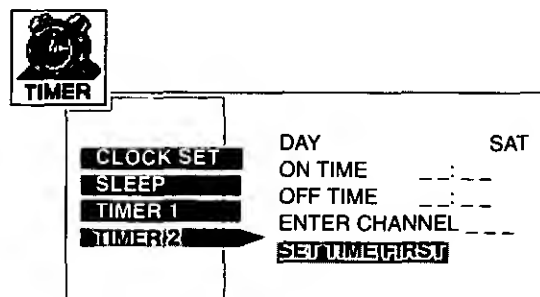 TIMER
CLOCK SET
SLEEP
TIMER 1
TIMER 2
DAY SAT
ON TIME _ _:_ _
OFF TIME _ _:_ _
ENTER CHANNEL _ _ _
SET TIME FIRST